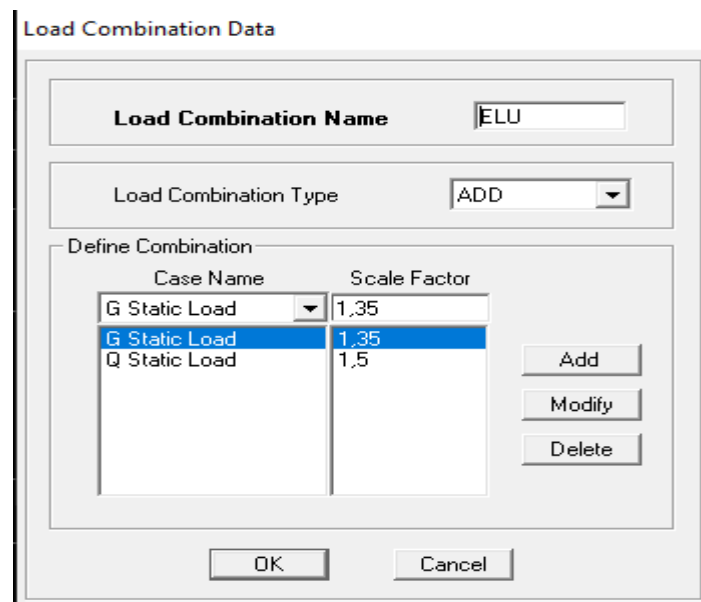 Load Combination Data
Load Combination Name ELU
Load Combination Type ADD
Define Combination
Case Name Scale Factor
G Static Load 1,35
G Static Load 1,35
Q Static Load 1,5
Add
Modify
Delete
OK Cancel